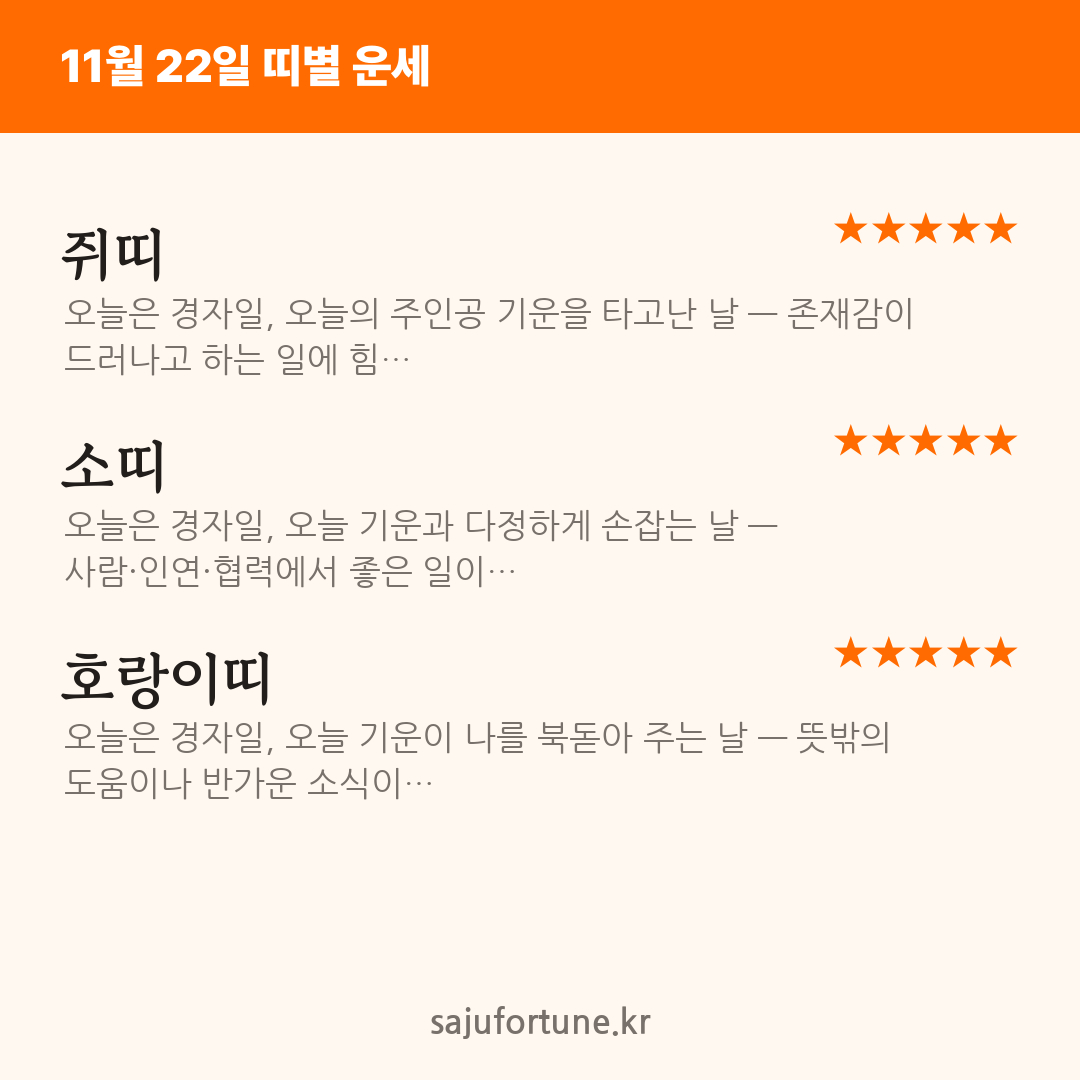 11월 22일 띠별 운세
쥐띠 ★★★★★
오늘은 경자일, 오늘의 주인공 기운을 타고난 날 — 존재감이
드러나고 하는 일에 힘…
소띠 ★★★★★
오늘은 경자일, 오늘 기운과 다정하게 손잡는 날 —
사람·인연·협력에서 좋은 일이…
호랑이띠 ★★★★★
오늘은 경자일, 오늘 기운이 나를 북돋아 주는 날 — 뜻밖의
도움이나 반가운 소식이…
sajufortune.kr